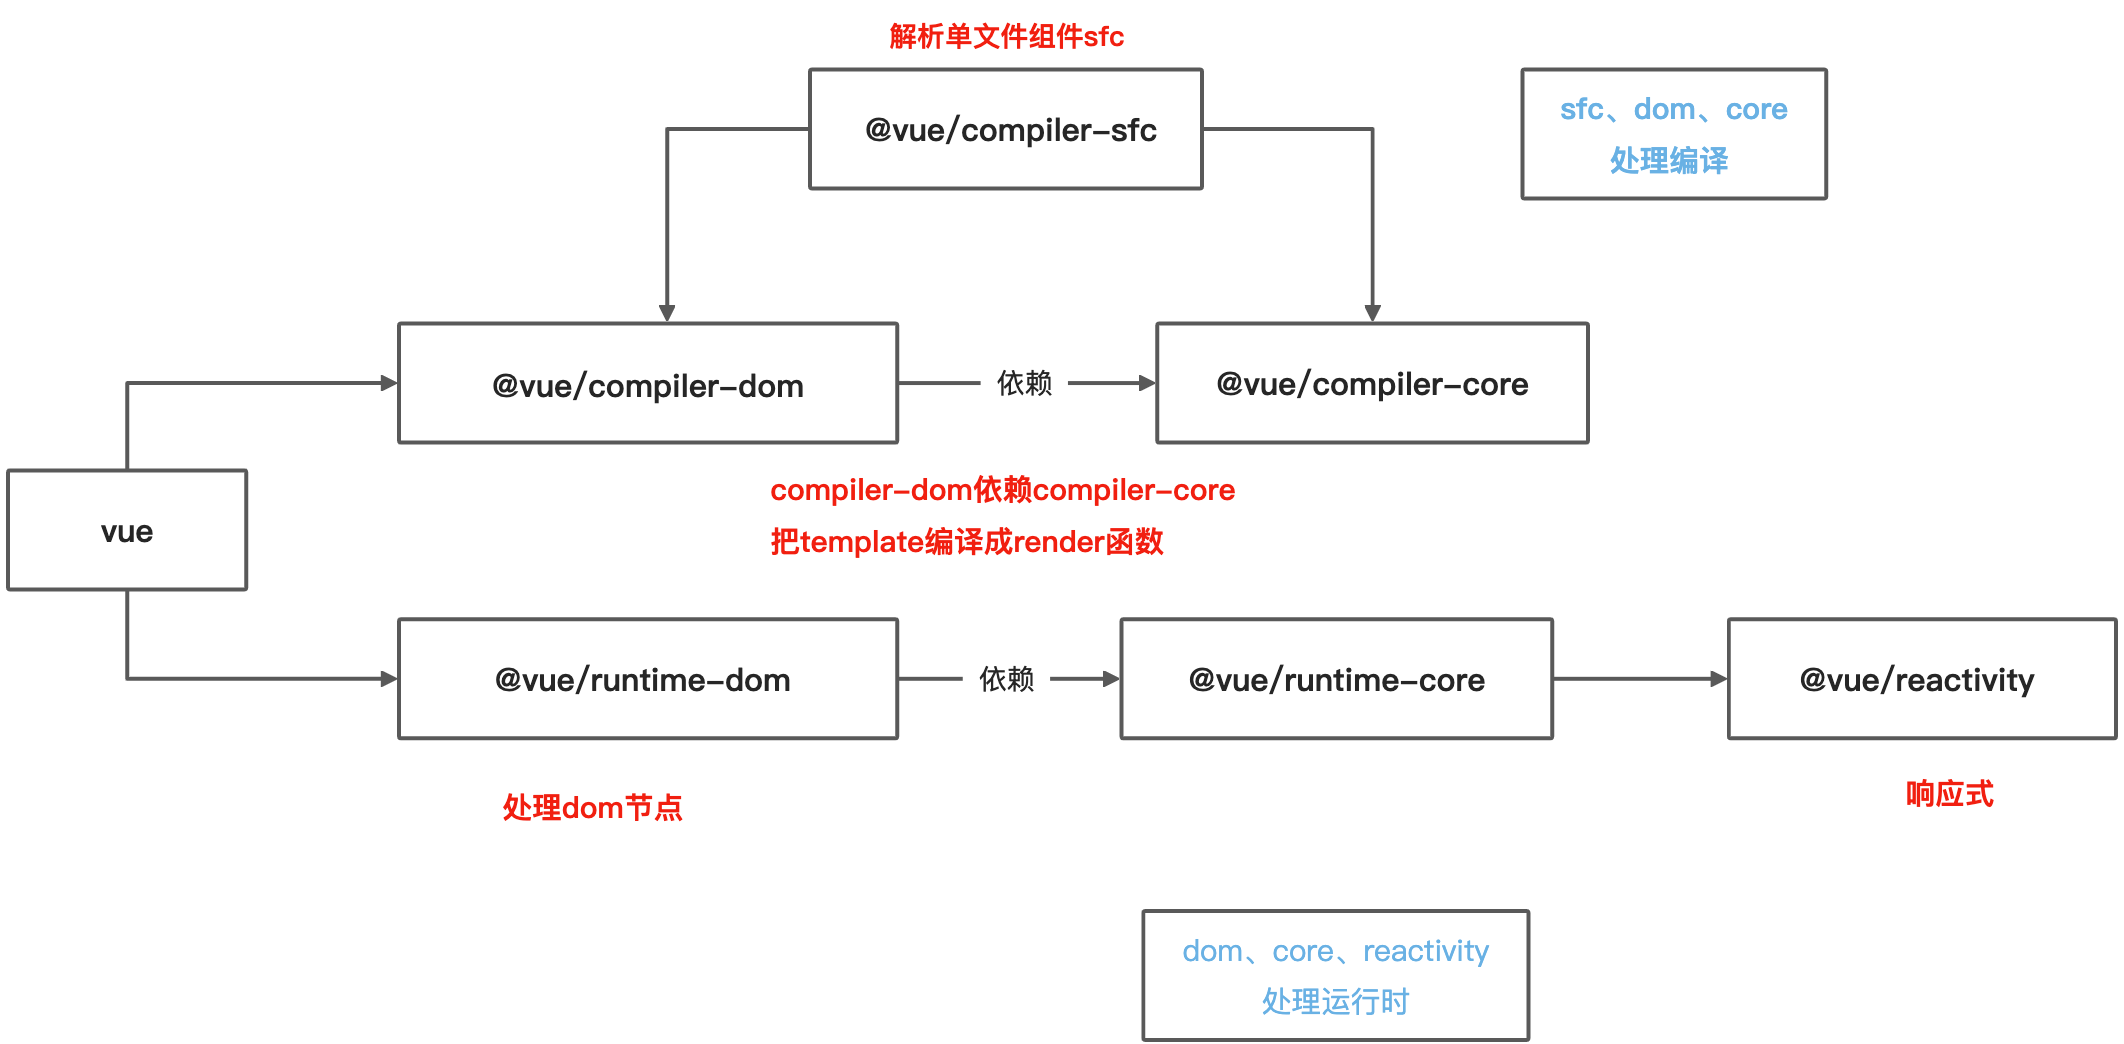 解析单文件组件sfc
@vue/compiler-sfc
sfc、dom、core
处理编译
@vue/compiler-dom
依赖
@vue/compiler-core
compiler-dom依赖compiler-core
把template编译成render函数
vue
@vue/runtime-dom
依赖
@vue/runtime-core
@vue/reactivity
处理dom节点
响应式
dom、core、reactivity
处理运行时